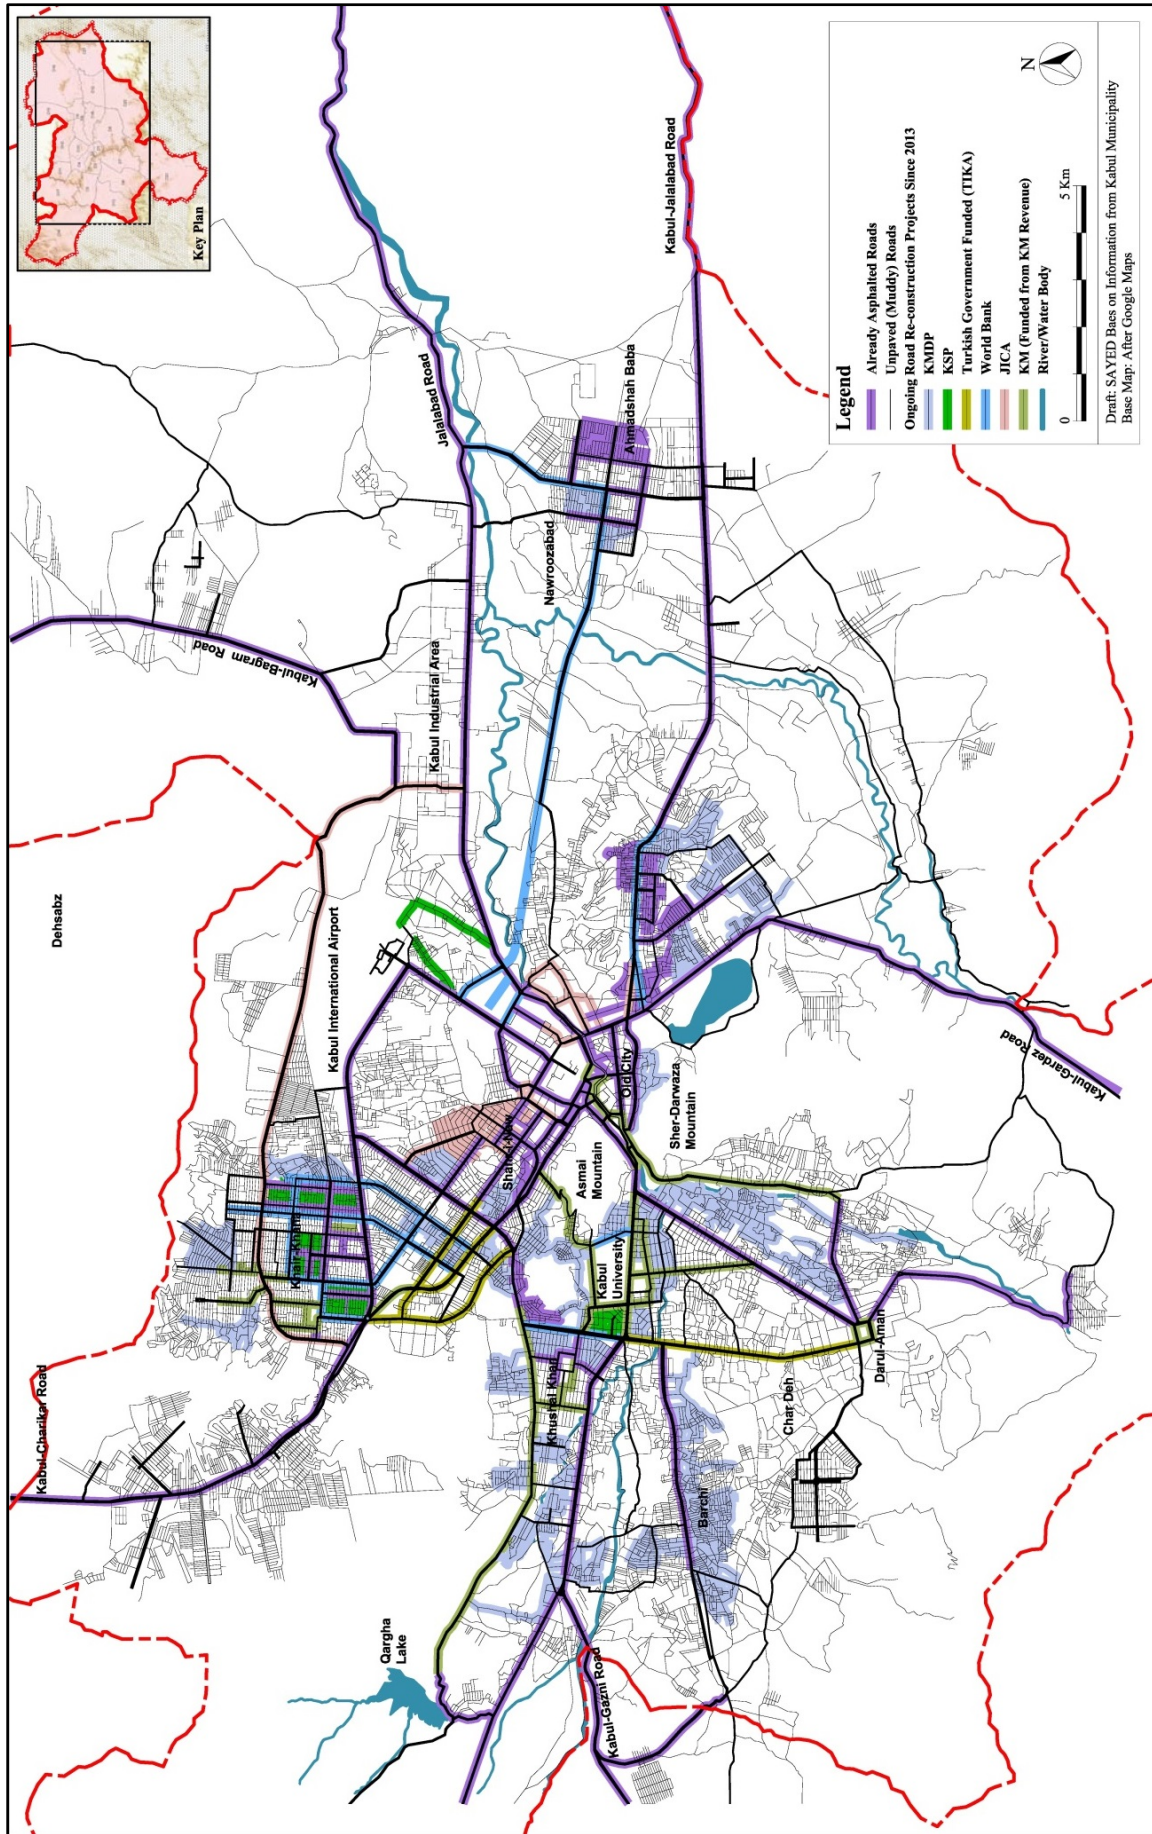 Key Plan
Dehsabz
Kabul-Charikar Road
Kabul-Bagram Road
Khair-Khana
Kabul International Airport
Kabul Industrial Area
Jalalabad Road
Qargha
Lake
Shahr-i-Now
Nawroozabad
Ahmadshah Baba
Khushal Khan
Kabul
University
Asmai
Mountain
Old City
Kabul-Jalalabad Road
Kabul-Gazni Road
Sher-Darwaza
Mountain
Barchi
Char Deh
Darul-Aman
Kabul-Gardez Road
Legend
Already Asphalted Roads
Unpaved (Muddy) Roads
Ongoing Road Re-construction Projects Since 2013
KMDP
KSP
Turkish Government Funded (TIKA)
World Bank
JICA
KM (Funded from KM Revenue)
River/Water Body
N
0
5 Km
Draft: SAYED Baes on Information from Kabul Municipality
Base Map: After Google Maps